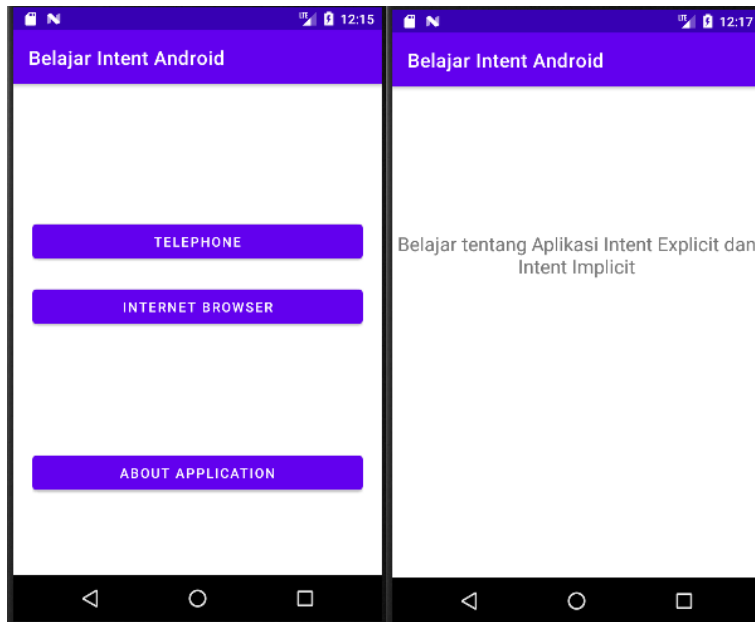 12:15
Belajar Intent Android
TELEPHONE
INTERNET BROWSER
ABOUT APPLICATION
12:17
Belajar Intent Android
Belajar tentang Aplikasi Intent Explicit dan
Intent Implicit